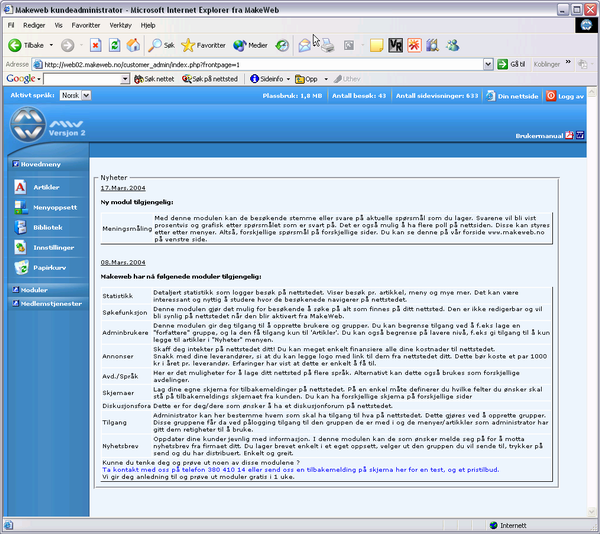 Makeweb kundeadministrator - Microsoft Internet Explorer fra MakeWeb
Fil Rediger Vis Favoritter Verktøy Hjelp
Tilbake Søk Favoritter Medier
Adresse http://web02.makeweb.no/customer_admin/index.php?frontpage=1 Gå til Koblinger
Google Søk nettet Søk på nettsted Sideinfo Opp Uthev
Aktivt språk: Norsk Plassbruk: 1,8 MB Antall besøk: 43 Antall sidevisninger: 633 Din nettside Logg av
Versjon 2
Brukermanual
Hovedmeny
Artikler
Menyoppsett
Bibliotek
Innstillinger
Papirkurv
Moduler
Medlemstjenester
Nyheter
17.Mars.2004
Ny modul tilgjengelig:
Meningsmåling
Med denne modulen kan de besøkende stemme eller svare på aktuelle spørsmål som du lager. Svarene vil bli vist
prosentvis og grafisk etter spørsmålet som er svart på. Det er også mulig å ha flere poll på nettsiden. Disse kan styres
etter etter menyer. Altså, forskjellige spørsmål på forskjellige sider. Du kan se denne på vår forside www.makeweb.no
på venstre side.
08.Mars.2004
Makeweb har nå følgenede moduler tilgjengelig:
Statistikk
Detaljert statistikk som logger besøk på nettstedet. Viser besøk pr. artikkel, meny og mye mer. Det kan være
interessant og nyttig å studere hvor de besøkende navigerer på nettstedet.
Søkefunksjon
Denne modulen gjør det mulig for besøkende å søke på alt som finnes på ditt nettsted. Den er ikke redigerbar og vil
bli synlig på nettstedet når den blir aktivert fra MakeWeb.
Adminbrukere
Denne modulen gir deg tilgang til å opprette brukere og grupper. Du kan begrense tilgang ved å f.eks lage en
"forfattere" gruppe, og la den få tilgang kun til 'Artikler'. Du kan også begrense på lavere nivå, f.eks gi tilgang til å kun
legge til artikler i "Nyheter" menyen.
Annonser
Skaff deg intekter på nettstedet ditt! Du kan meget enkelt finansiere alle dine kostnader til nettstedet.
Snakk med dine leverandører, si at du kan legge logo med link til dem fra nettstedet ditt. Dette bør koste et par 1000
kr i året pr. leverandør. Erfaringer har vist at dette er enkelt å få til.
Avd./Språk
Her er det muligheter for å lage ditt nettsted på flere språk. Alternativt kan dette også brukes som forskjellige
avdelinger.
Skjemaer
Lag dine egne skjema for tilbakemeldinger på nettstedet. På en enkel måte definerer du hvilke felter du ønsker skal
stå på tilbakemeldings skjemaet fra kunden. Du kan ha forskjellige skjema på forskjellige sider
Diskusjonsfora Dette er for deg/dere som ønsker å ha et diskusjonforum på nettstedet.
Tilgang
Administrator kan her bestemme hvem som skal ha tilgang til hva på nettstedet. Dette gjøres ved å opprette grupper.
Disse gruppene får da ved pålogging tilgang til den gruppen de er med i og de menyer/artikkler som administrator har
gitt dem retigheter til å bruke.
Nyhetsbrev
Oppdater dine kunder jevnlig med informasjon. I denne modulen kan de som ønsker melde seg på for å motta
nyhetsbrev fra firmaet ditt. Du lager brevet enkelt i et eget oppsett, velger ut den gruppen du vil sende til, trykker på
send og du har distribuert. Enkelt og greit.
Kunne du tenke deg og prøve ut noen av disse modulene ?
Ta kontakt med oss på telefon 380 410 14 eller send oss en tilbakemelding på skjema her for en test, og et pristilbud.
Vi gir deg anledning til og prøve ut moduler gratis i 1 uke.
Internett